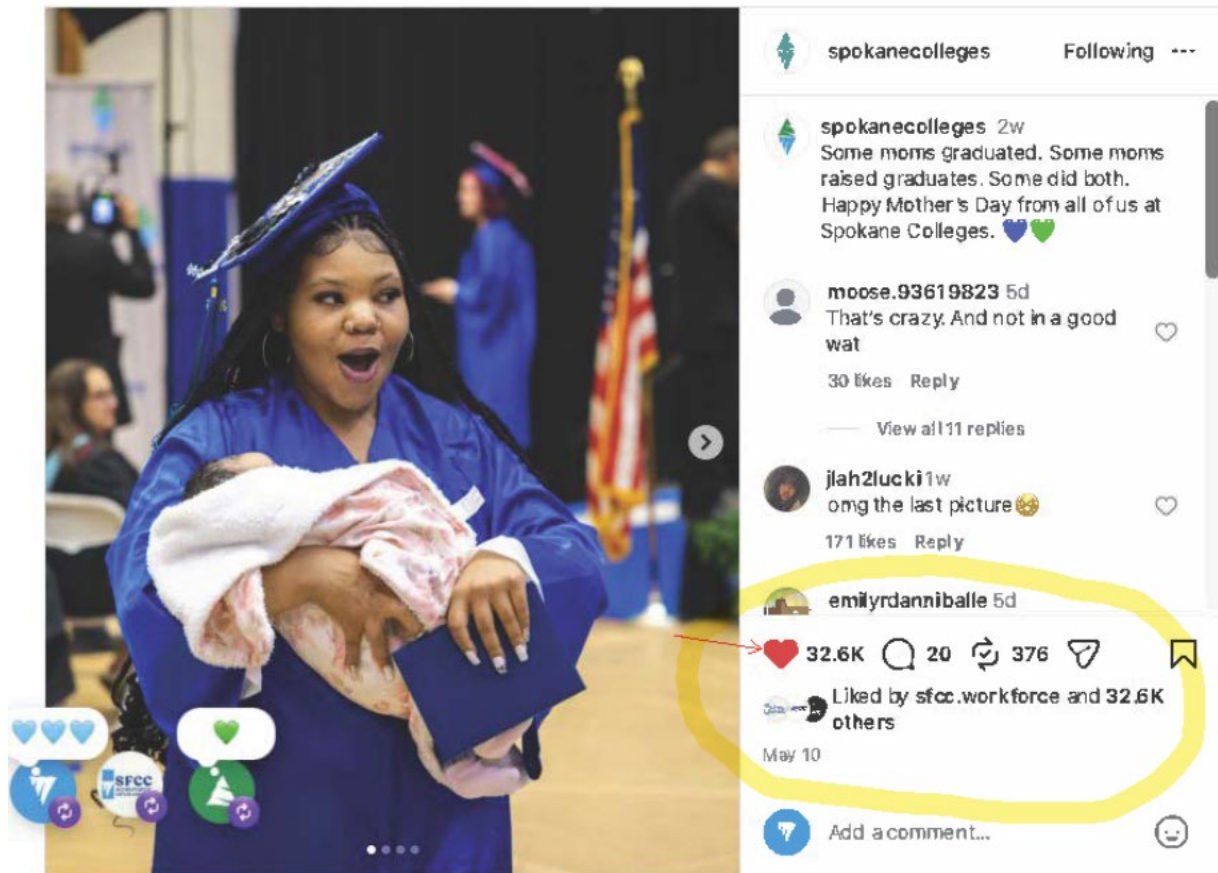 spokanecolleges Following ---
spokanecolleges 2w
Some moms graduated. Some moms
raised graduates. Some did both.
Happy Mother's Day from all of us at
Spokane Colleges. 💙💚
moose.93619823 5d
That's crazy. And not in a good
wat
30 likes Reply
View all 11 replies
jlah2lucki 1w
omg the last picture
171 likes Reply
emilyrdanniballe 5d
32.6K 20 376
Liked by sfcc.workforce and 32.6K
others
May 10
Add a comment...
SFCC